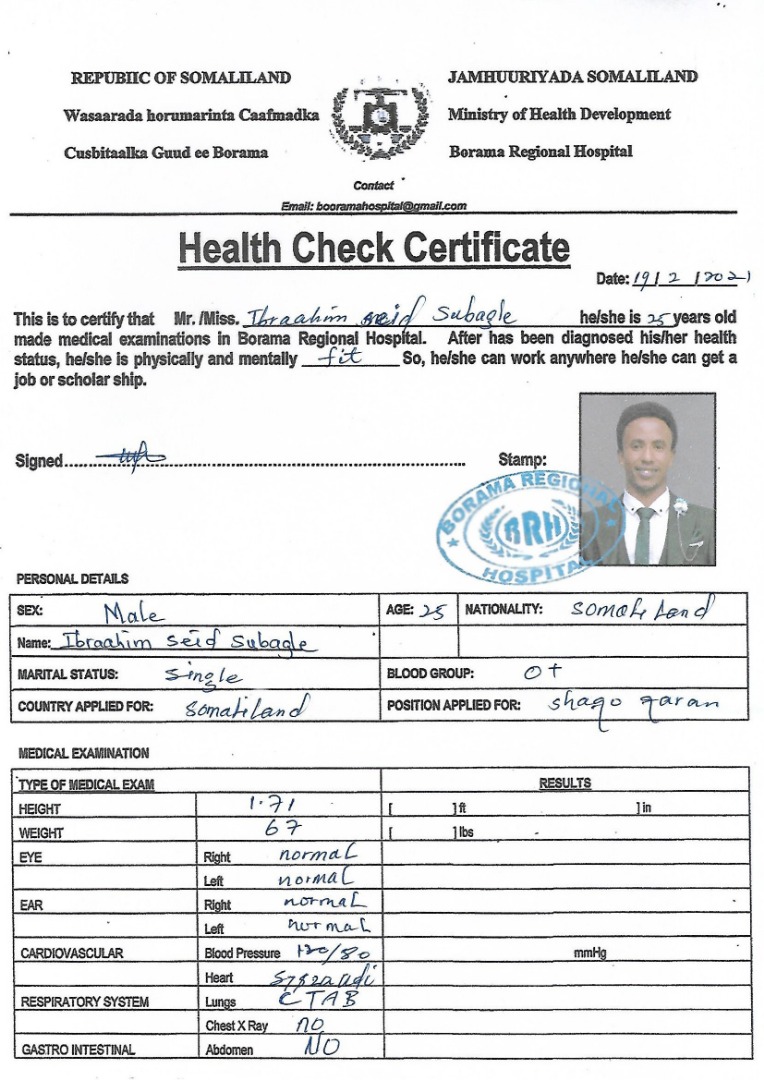 REPUBIIC OF SOMALILAND
JAMHUURIYADA SOMALILAND
Wasaarada horumarinta Caafmadka
Ministry of Health Development
Cusbitaalka Guud ee Borama
Borama Regional Hospital
Contact
Email: booramahospital@gmail.com
Health Check Certificate
Date: 19/2/2021
This is to certify that Mr. /Miss. Ibraahim seid Subagle he/she is 25 years old
made medical examinations in Borama Regional Hospital. After has been diagnosed his/her health
status, he/she is physically and mentally fit So, he/she can work anywhere he/she can get a
job or scholar ship.
Signed
Stamp:
BORAMA REGIONAL
BRH
HOSPITAL
PERSONAL DETAILS
SEX: Male AGE: 25 NATIONALITY: Somaliland
Name: Ibraahim Seid Subagle
MARITAL STATUS: Single BLOOD GROUP: O+
COUNTRY APPLIED FOR: Somaliland POSITION APPLIED FOR: shaqo qaran
MEDICAL EXAMINATION
TYPE OF MEDICAL EXAM RESULTS
HEIGHT 1.71 [ ] ft ] in
WEIGHT 67 [ ] lbs
EYE Right normal
Left normal
EAR Right normal
Left normal
CARDIOVASCULAR Blood Pressure 120/80 mmHg
Heart
RESPIRATORY SYSTEM Lungs CTAB
Chest X Ray no
GASTRO INTESTINAL Abdomen NO